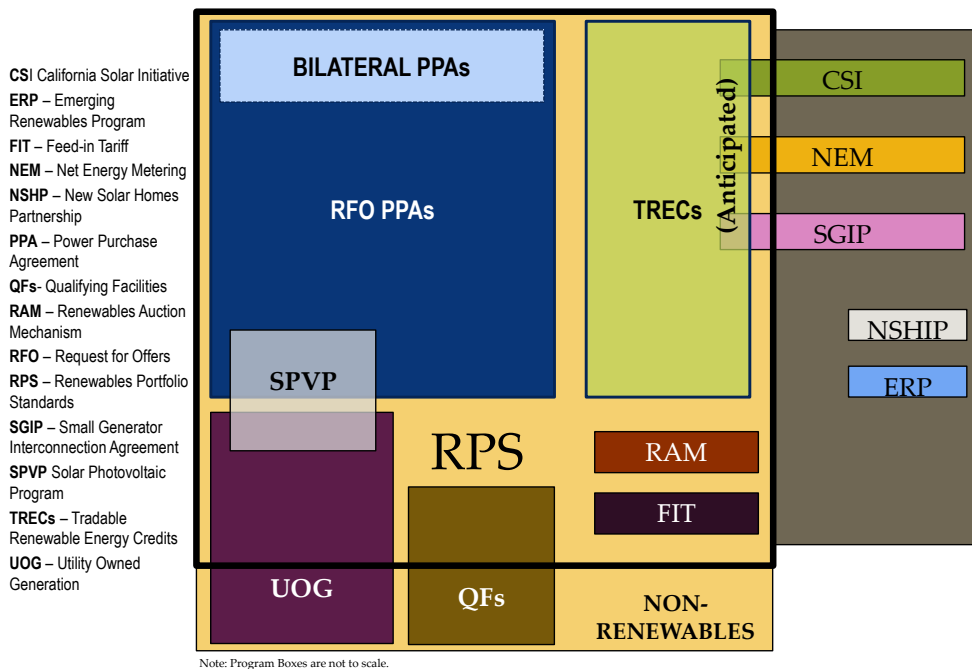 CSI California Solar Initiative
ERP – Emerging
Renewables Program
FIT – Feed-in Tariff
NEM – Net Energy Metering
NSHP – New Solar Homes
Partnership
PPA – Power Purchase
Agreement
QFs- Qualifying Facilities
RAM – Renewables Auction
Mechanism
RFO – Request for Offers
RPS – Renewables Portfolio
Standards
SGIP – Small Generator
Interconnection Agreement
SPVP Solar Photovoltaic
Program
TRECs – Tradable
Renewable Energy Credits
UOG – Utility Owned
Generation
BILATERAL PPAs
RFO PPAs
TRECs
(Anticipated)
CSI
NEM
SGIP
NSHIP
ERP
SPVP
RPS
RAM
FIT
UOG
QFs
NON-
RENEWABLES
Note: Program Boxes are not to scale.